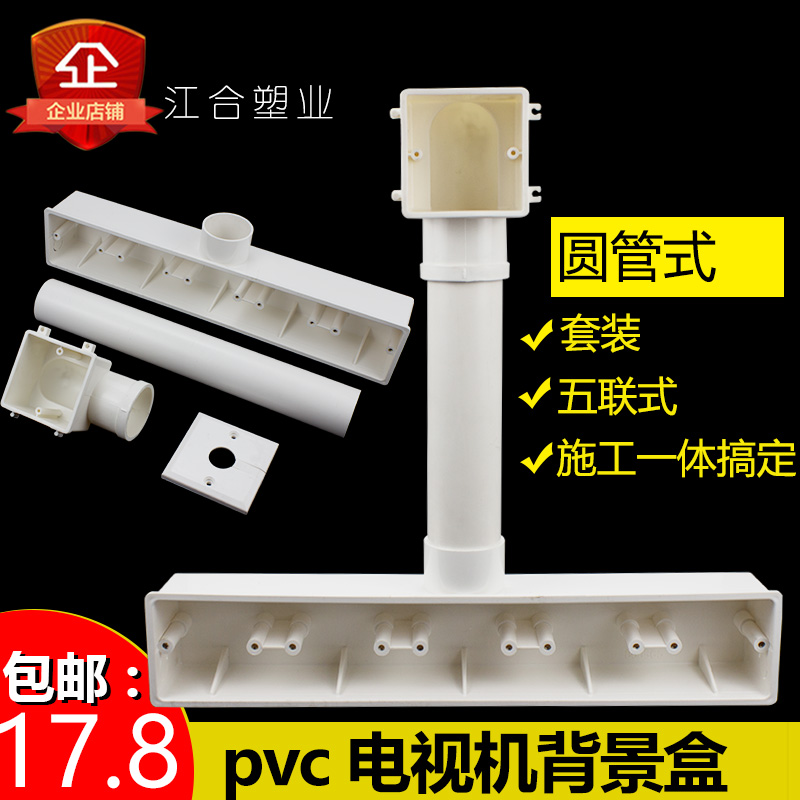 企
企业店铺
江合塑业
圆管式
套装
五联式
施工一体搞定
包邮：
17.8
pvc 电视机背景盒